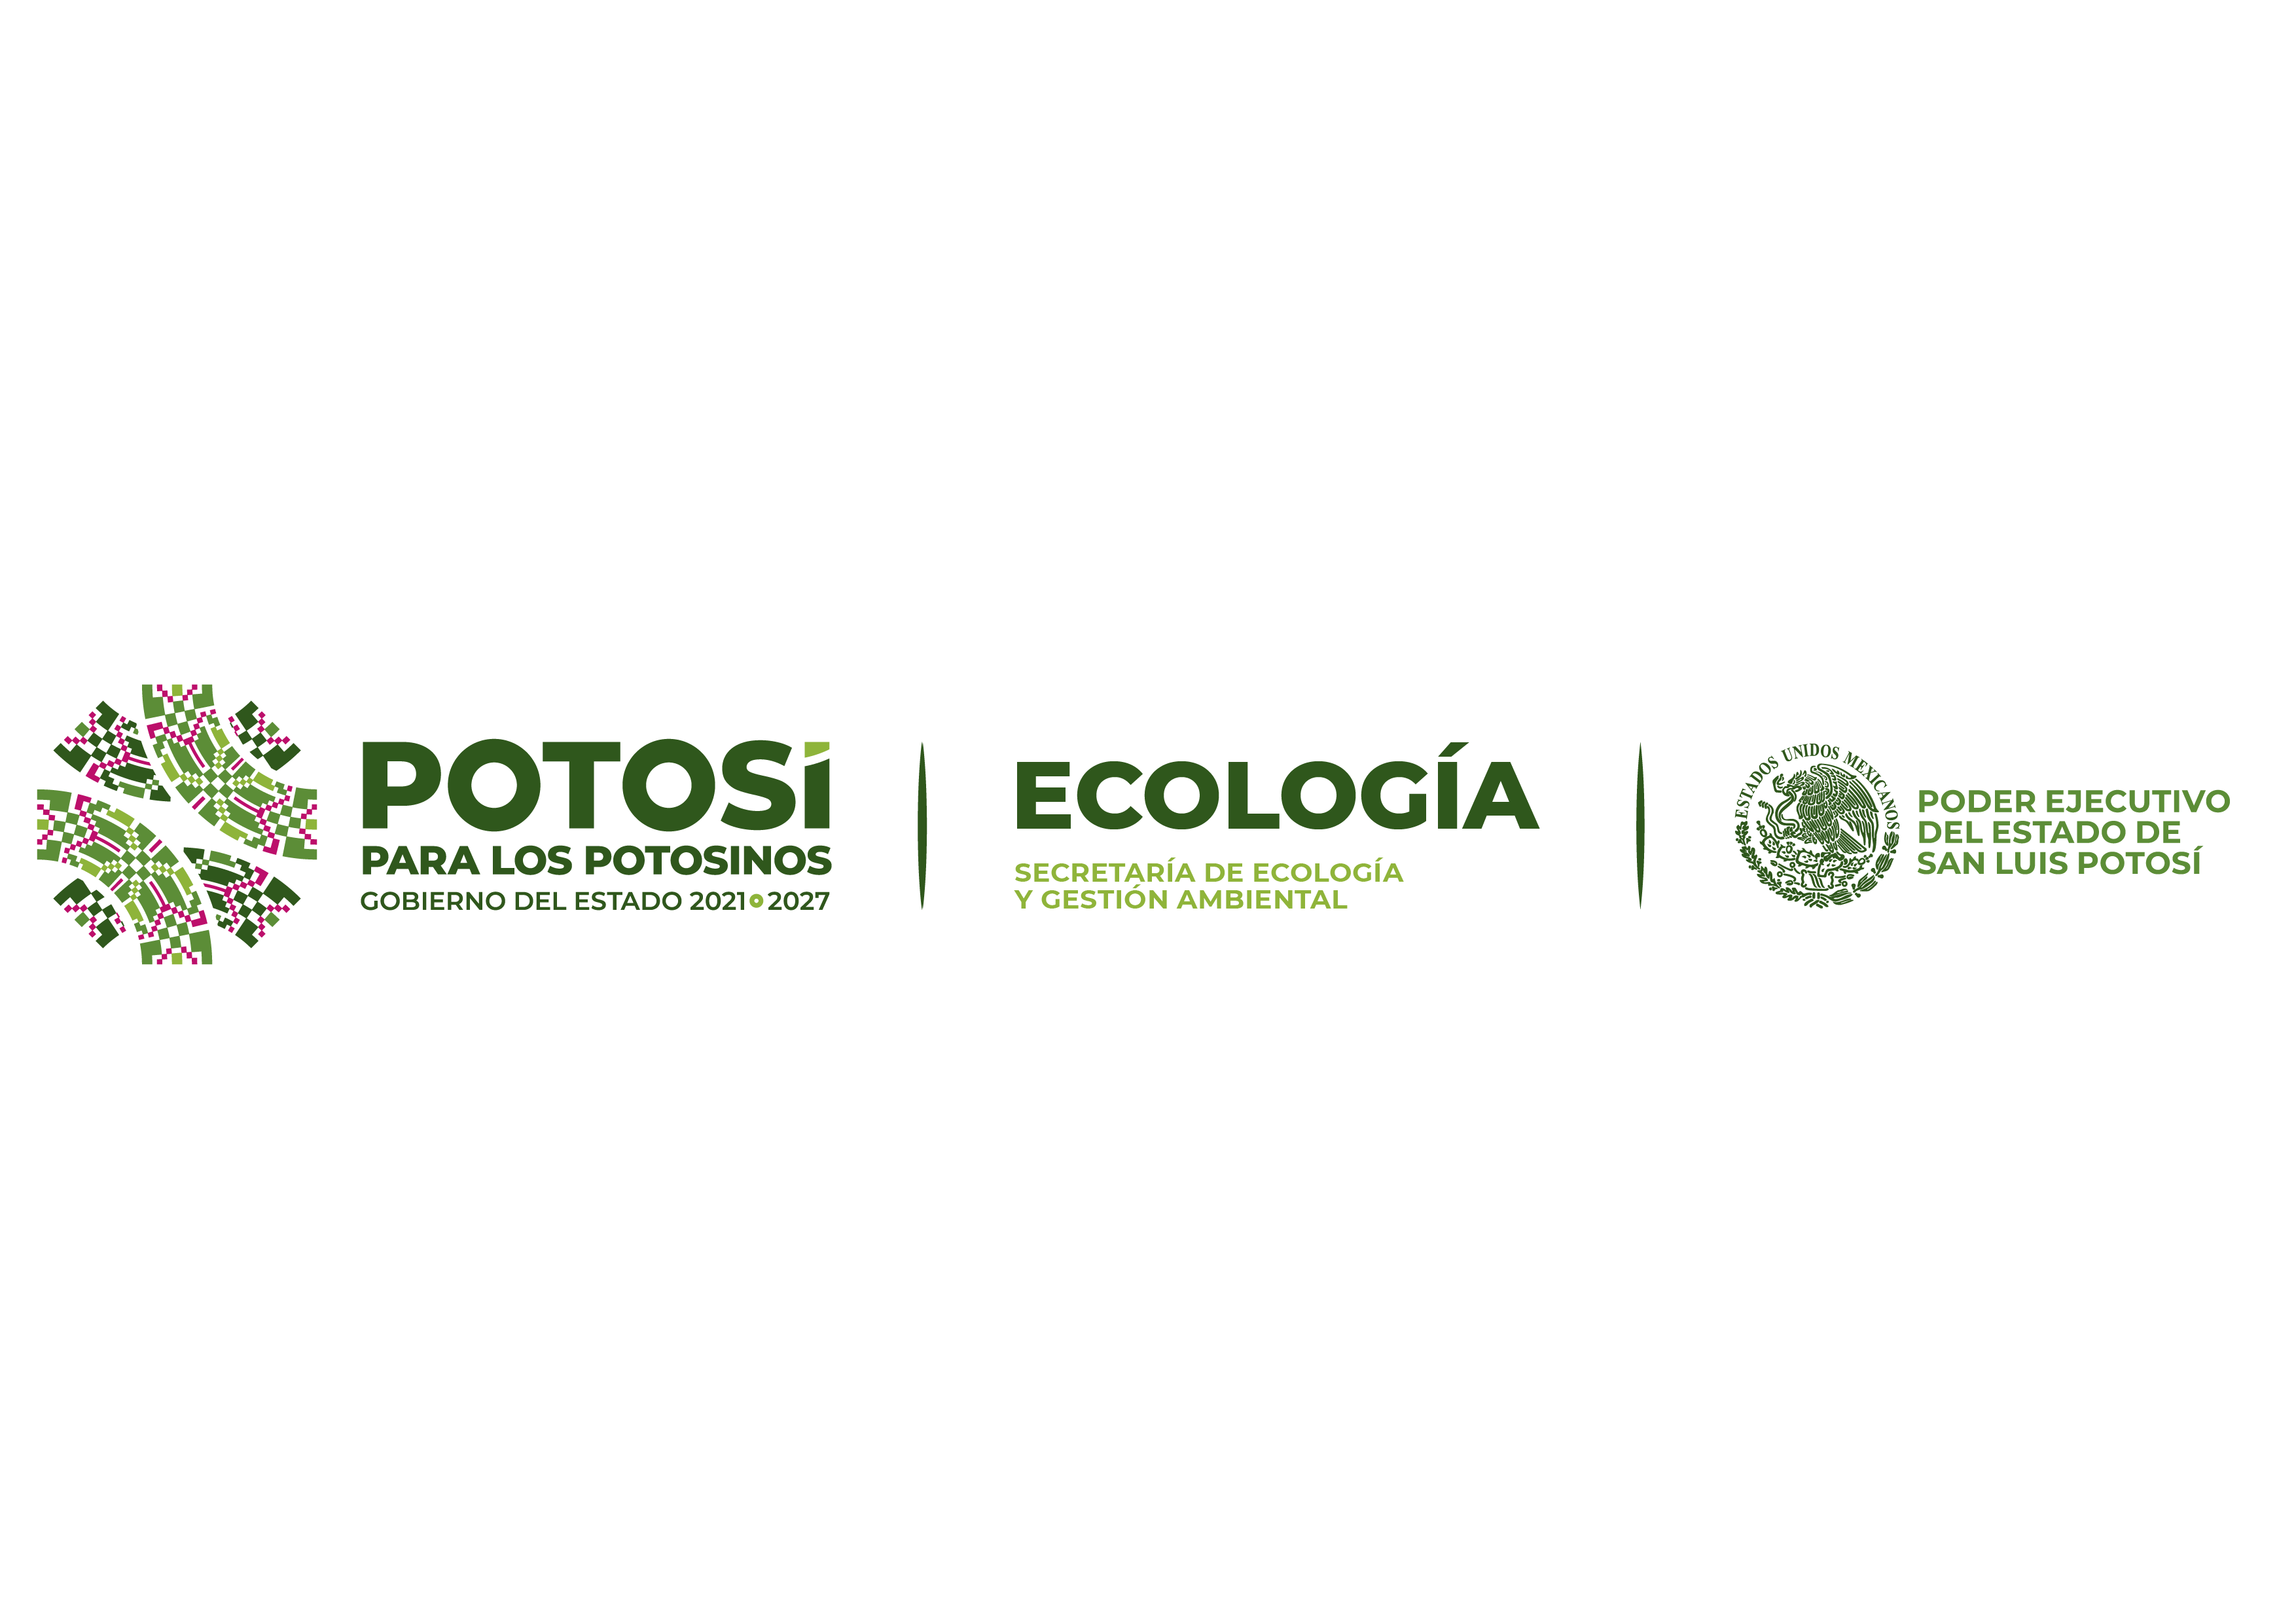 POTOSÍ
PARA LOS POTOSINOS
GOBIERNO DEL ESTADO 2021 2027
ECOLOGÍA
SECRETARÍA DE ECOLOGÍA
Y GESTIÓN AMBIENTAL
ESTADOS UNIDOS MEXICANOS
PODER EJECUTIVO
DEL ESTADO DE
SAN LUIS POTOSÍ